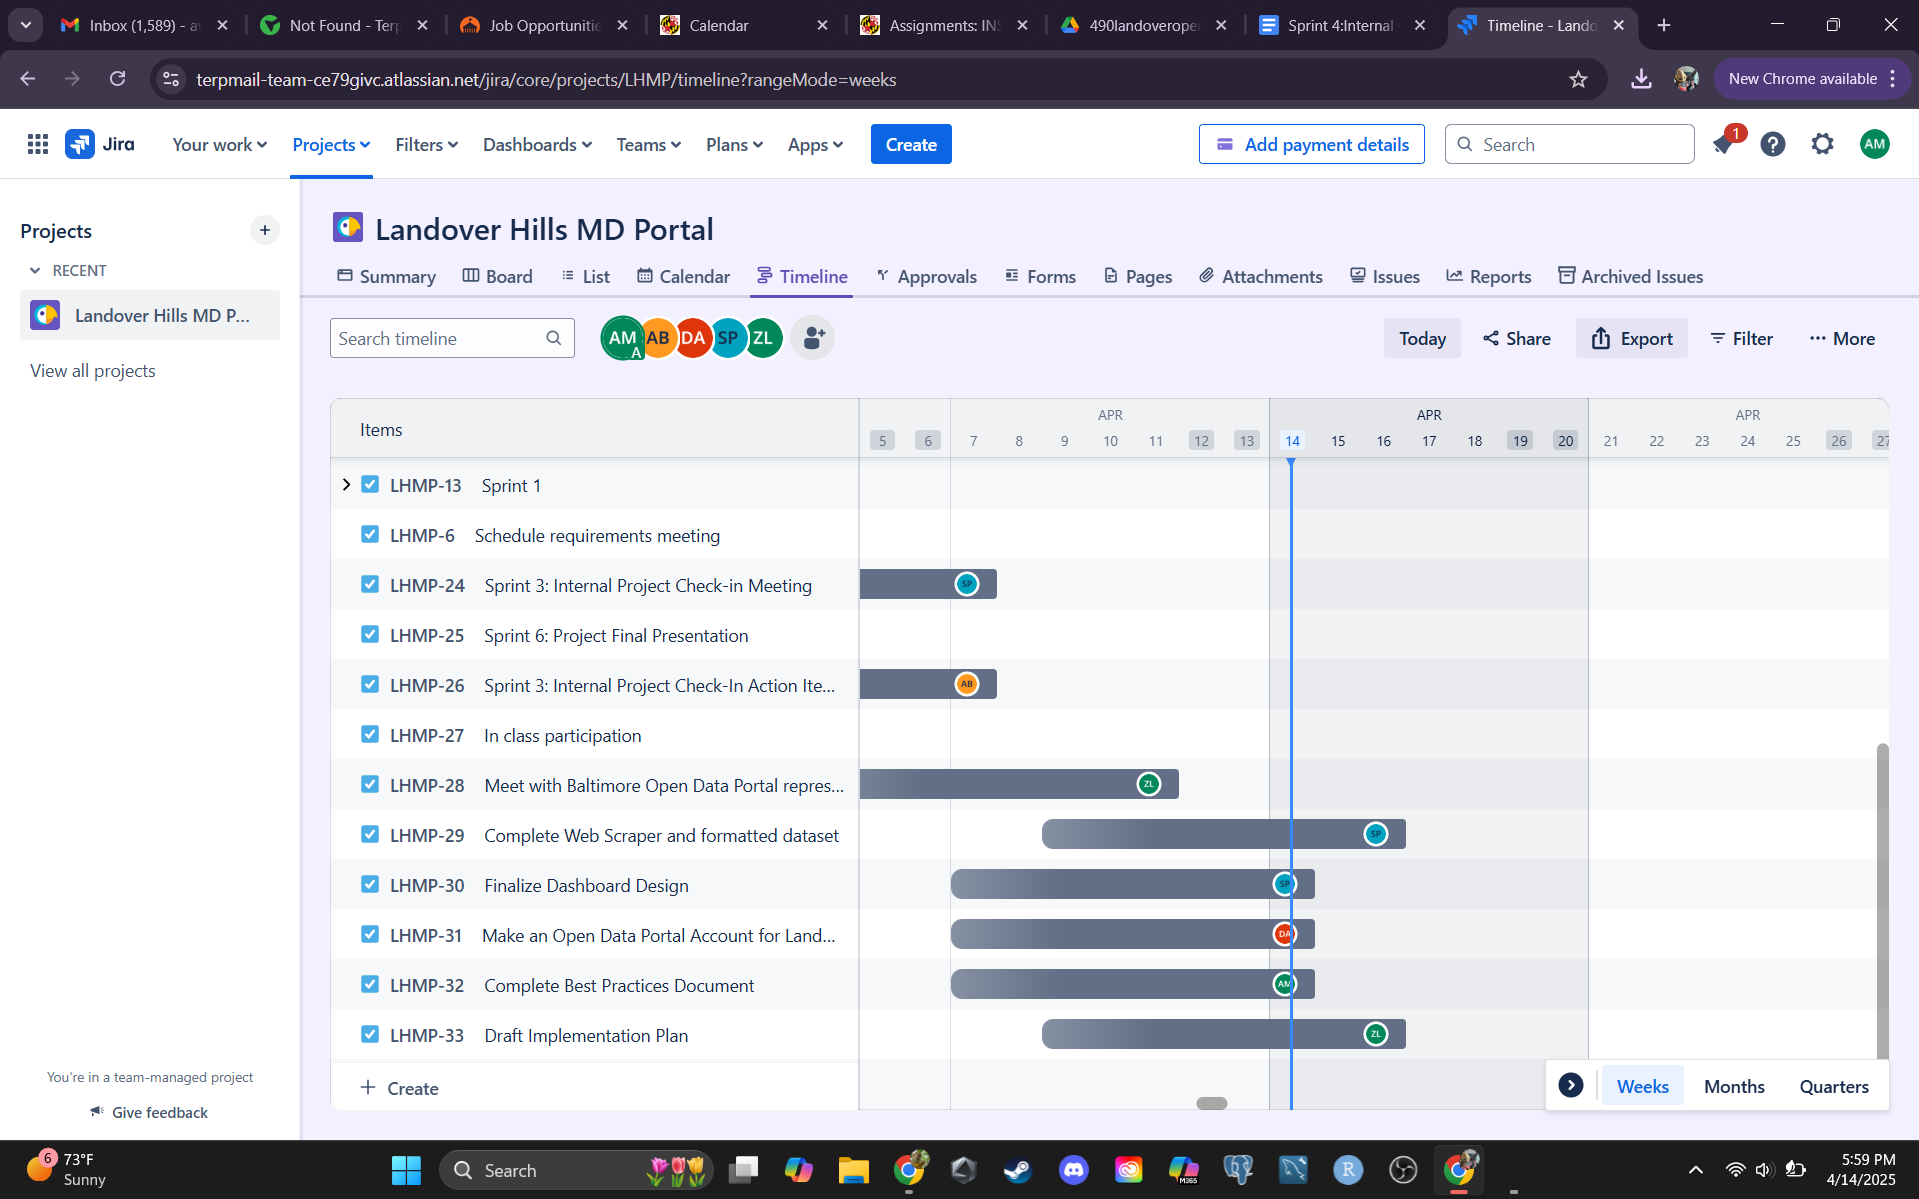 Inbox (1,589) - a
Not Found - Terp
Job Opportunitie
Calendar
Assignments: INS
490landoverope
Sprint 4:Internal
Timeline - Lando
terpmail-team-ce79givc.atlassian.net/jira/core/projects/LHMP/timeline?rangeMode=weeks
New Chrome available
Jira
Your work
Projects
Filters
Dashboards
Teams
Plans
Apps
Create
Add payment details
Search
1
AM
Projects
RECENT
Landover Hills MD P...
View all projects
Landover Hills MD Portal
Summary
Board
List
Calendar
Timeline
Approvals
Forms
Pages
Attachments
Issues
Reports
Archived Issues
Search timeline
AM
A
AB
DA
SP
ZL
Today
Share
Export
Filter
More
Items
APR APR APR
5 6 7 8 9 10 11 12 13 14 15 16 17 18 19 20 21 22 23 24 25 26 27
LHMP-13 Sprint 1
LHMP-6 Schedule requirements meeting
LHMP-24 Sprint 3: Internal Project Check-in Meeting SP
LHMP-25 Sprint 6: Project Final Presentation
LHMP-26 Sprint 3: Internal Project Check-In Action Ite... AB
LHMP-27 In class participation
LHMP-28 Meet with Baltimore Open Data Portal repres... ZL
LHMP-29 Complete Web Scraper and formatted dataset SP
LHMP-30 Finalize Dashboard Design SP
LHMP-31 Make an Open Data Portal Account for Land... DA
LHMP-32 Complete Best Practices Document AM
LHMP-33 Draft Implementation Plan ZL
Create
Weeks
Months
Quarters
You're in a team-managed project
Give feedback
6
73°F
Sunny
Search
M365
R
5:59 PM
4/14/2025